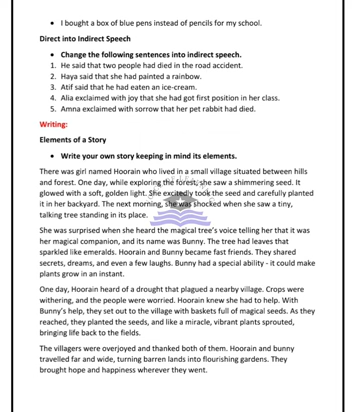 • I bought a box of blue pens instead of pencils for my school.
Direct into Indirect Speech
• Change the following sentences into indirect speech.
1. He said that two people had died in the road accident.
2. Haya said that she had painted a rainbow.
3. Atif said that he had eaten an ice-cream.
4. Alia exclaimed with joy that she had got first position in her class.
5. Amna exclaimed with sorrow that her pet rabbit had died.
Writing:
Elements of a Story
• Write your own story keeping in mind its elements.
There was girl named Hoorain who lived in a small village situated between hills
and forest. One day, while exploring the forest, she saw a shimmering seed. It
glowed with a soft, golden light. She excitedly took the seed and carefully planted
it in her backyard. The next morning, she was shocked when she saw a tiny,
talking tree standing in its place.
She was surprised when she heard the magical tree's voice telling her that it was
her magical companion, and its name was Bunny. The tree had leaves that
sparkled like emeralds. Hoorain and Bunny became fast friends. They shared
secrets, dreams, and even a few laughs. Bunny had a special ability - it could make
plants grow in an instant.
One day, Hoorain heard of a drought that plagued a nearby village. Crops were
withering, and the people were worried. Hoorain knew she had to help. With
Bunny's help, they set out to the village with baskets full of magical seeds. As they
reached, they planted the seeds, and like a miracle, vibrant plants sprouted,
bringing life back to the fields.
The villagers were overjoyed and thanked both of them. Hoorain and bunny
travelled far and wide, turning barren lands into flourishing gardens. They
brought hope and happiness wherever they went.